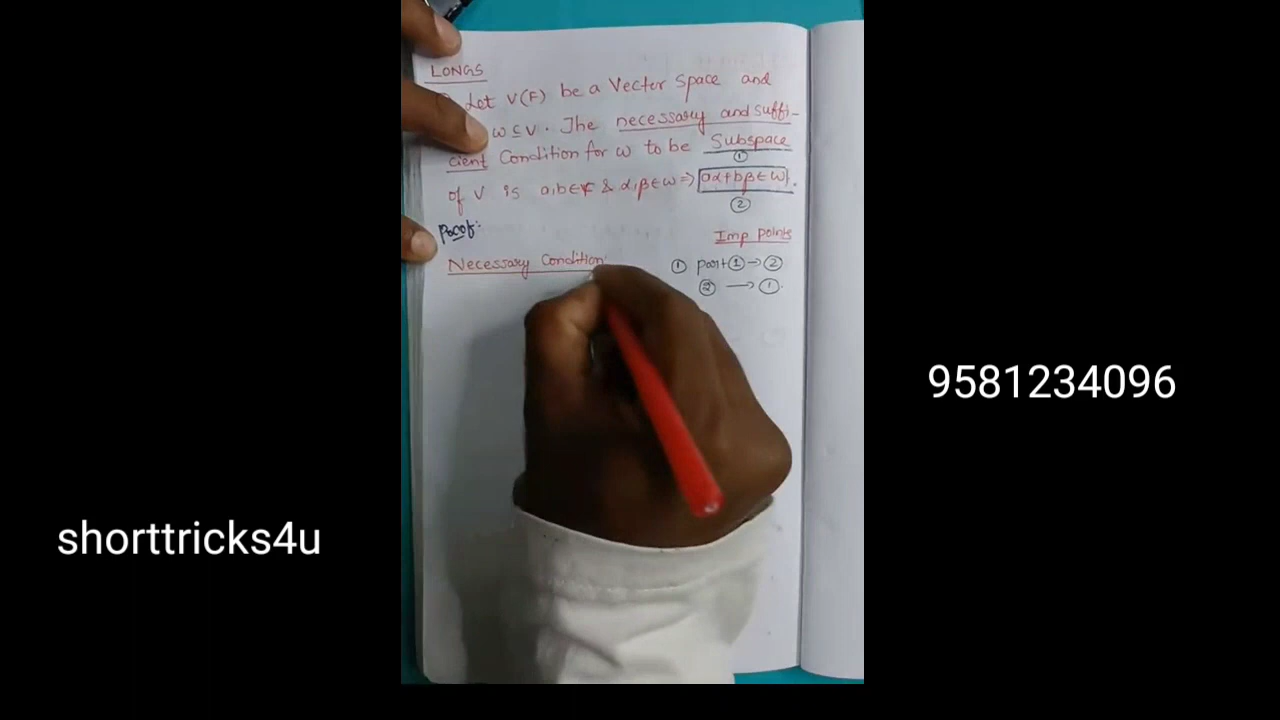 LONGS
Let V(F) be a Vector Space and
W ⊆ V. The necessary and suffi-
cient Condition for W to be Subspace
①
of V is a,b∈F & α,β∈W ⇒ aα+bβ∈W.
②
Proof:
Imp points
Necessary Condition:
① part ① → ②
② → ①.
9581234096
shorttricks4u